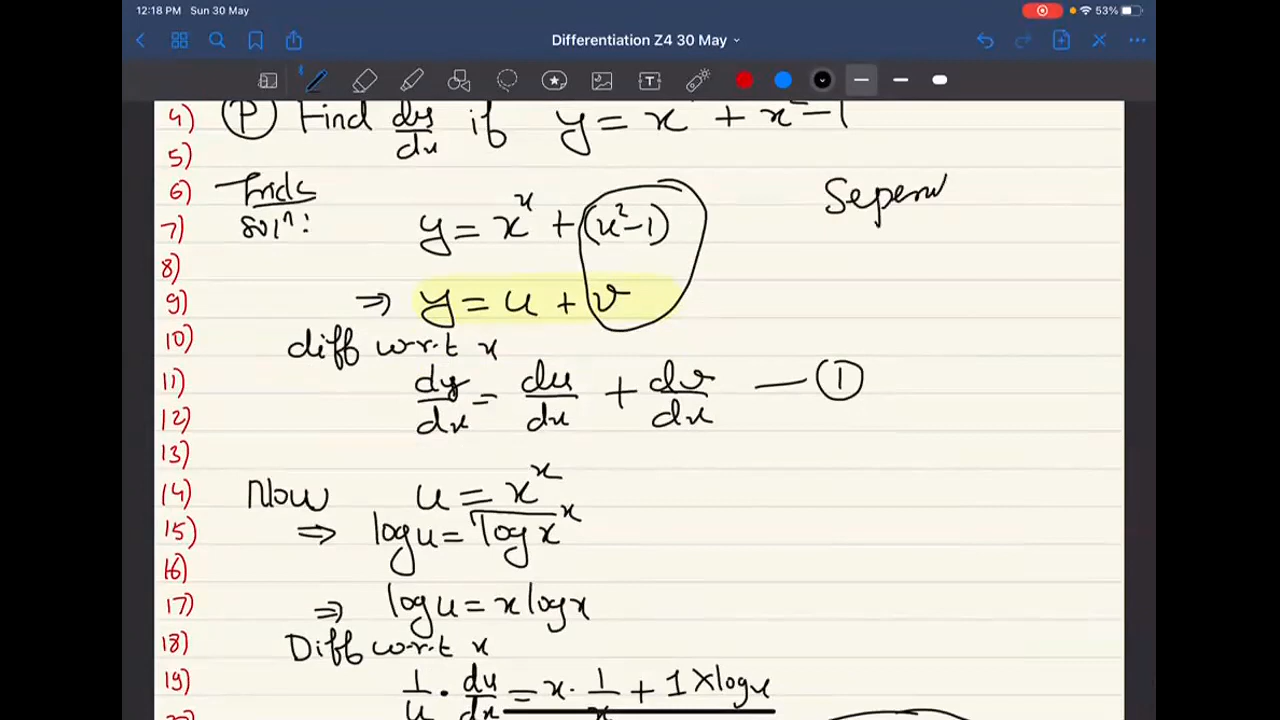 12:18 PM Sun 30 May
53%
Differentiation Z4 30 May
4) P Find dy/dx if y = x + x²-1
5)
6) Trick
7) Sol^n: y = x^x + (x²-1)
8)
9) ⇒ y = u + v
10) diff w.r.t x
11) dy/dx = du/dx + dv/dx — ①
12)
13)
14) Now u = x^x
15) ⇒ log u = log x^x
16)
17) ⇒ log u = x log x
18) Diff w.r.t x
19) 1/u · du/dx = x · 1/x + 1 × log x